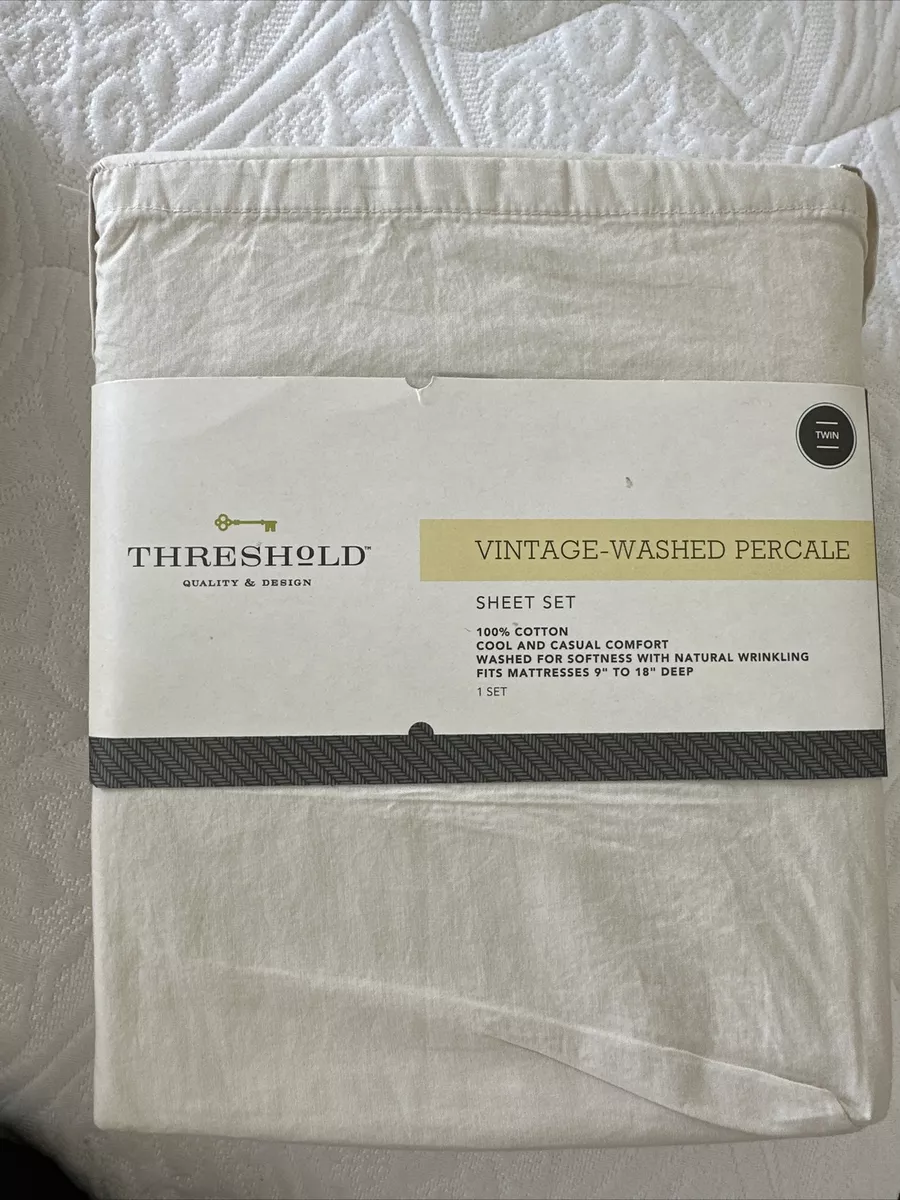 TWIN
THRESHOLD™
QUALITY & DESIGN
VINTAGE-WASHED PERCALE
SHEET SET
100% COTTON
COOL AND CASUAL COMFORT
WASHED FOR SOFTNESS WITH NATURAL WRINKLING
FITS MATTRESSES 9" TO 18" DEEP
1 SET